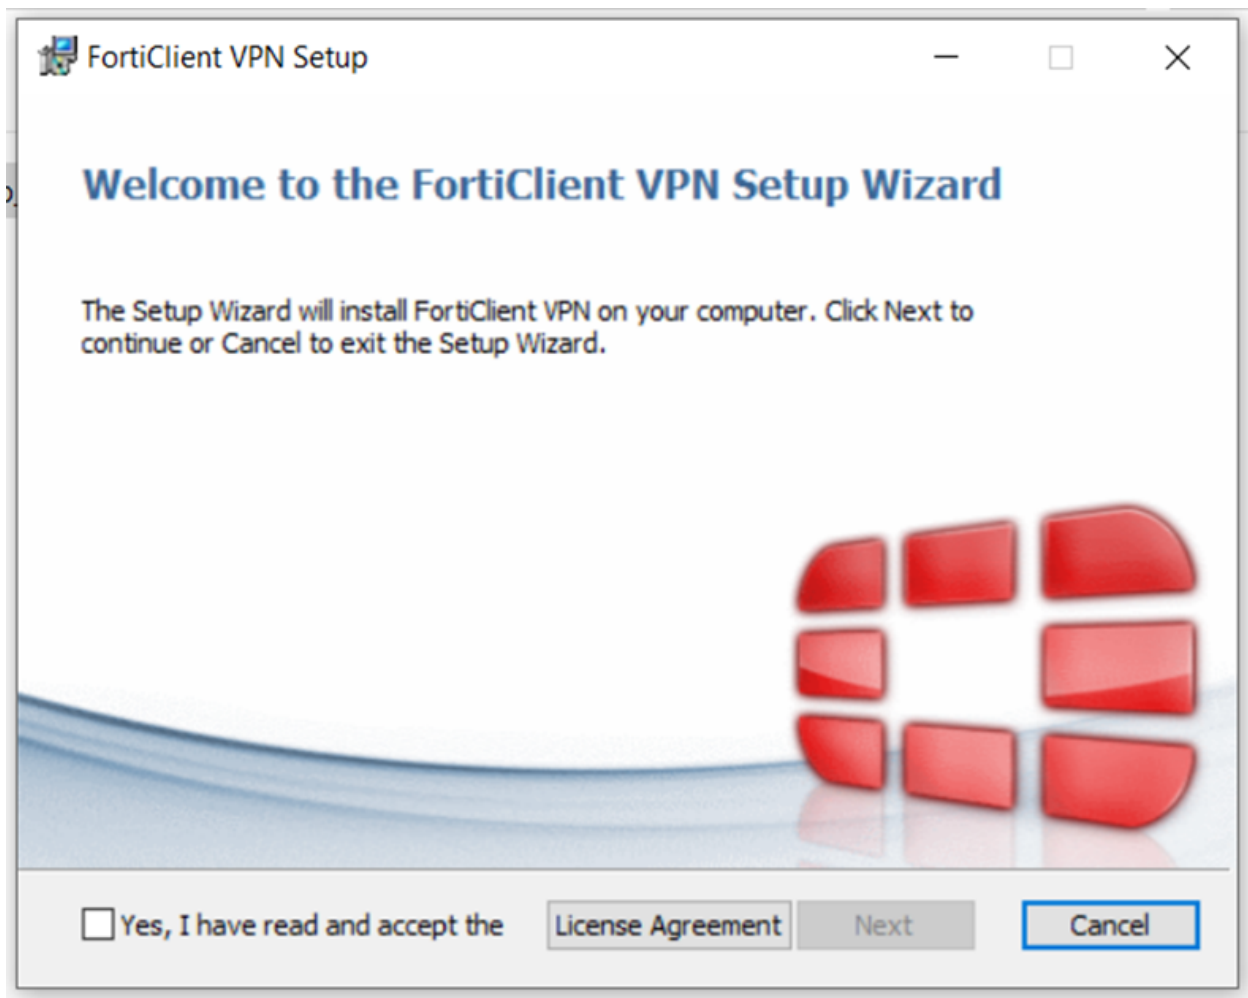 FortiClient VPN Setup
Welcome to the FortiClient VPN Setup Wizard
The Setup Wizard will install FortiClient VPN on your computer. Click Next to
continue or Cancel to exit the Setup Wizard.
Yes, I have read and accept the License Agreement Next Cancel